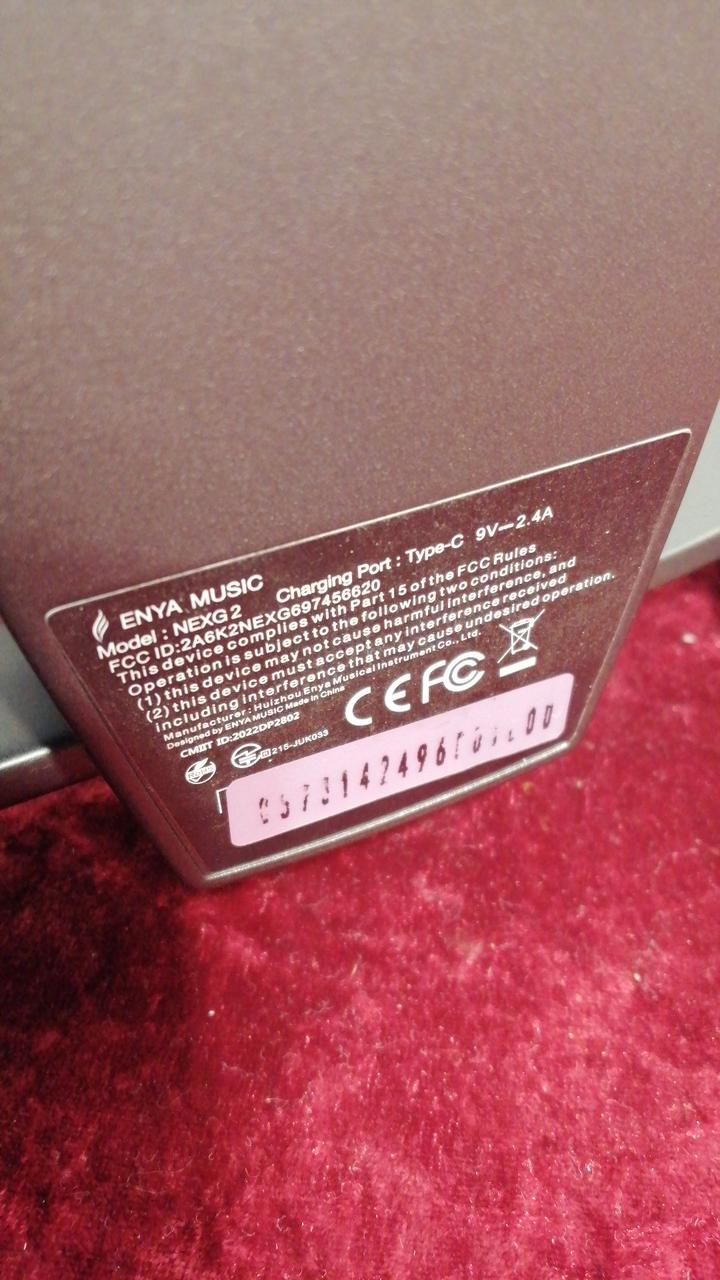 ENYA MUSIC
Model : NEXG 2 Charging Port : Type-C 9V⎓2.4A
FCC ID:2A6K2NEXG697456620
This device complies with Part 15 of the FCC Rules
Operation is subject to the following two conditions:
(1) this device may not cause harmful interference, and
(2) this device must accept any interference received
including interference that may cause undesired operation.
Manufacturer : Huizhou Enya Musical Instrument Co., Ltd.
Designed by ENYA MUSIC Made in China
CMIIT ID:2022DP2802
CE FC
R 215-JUK033